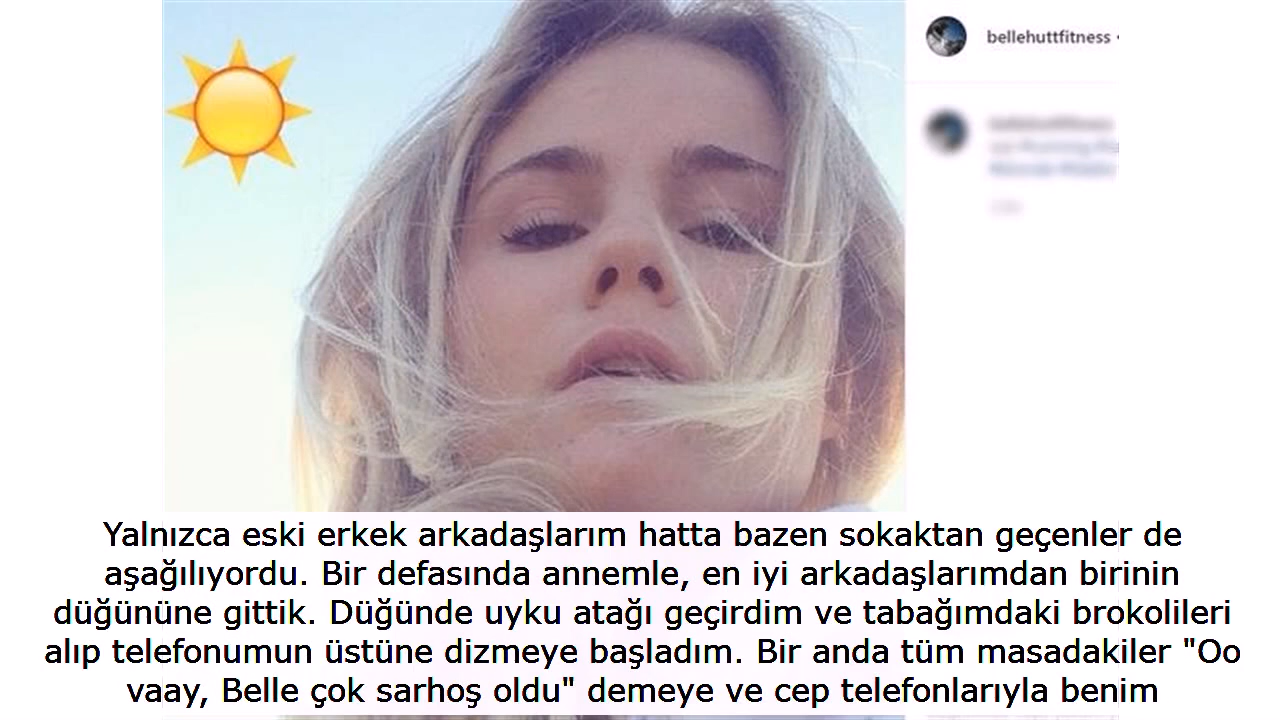 bellehuttfitness
Yalnızca eski erkek arkadaşlarım hatta bazen sokaktan geçenler de
aşağılıyordu. Bir defasında annemle, en iyi arkadaşlarımdan birinin
düğününe gittik. Düğünde uyku atağı geçirdim ve tabağımdaki brokolileri
alıp telefonumun üstüne dizmeye başladım. Bir anda tüm masadakiler "Oo
vaay, Belle çok sarhoş oldu" demeye ve cep telefonlarıyla benim